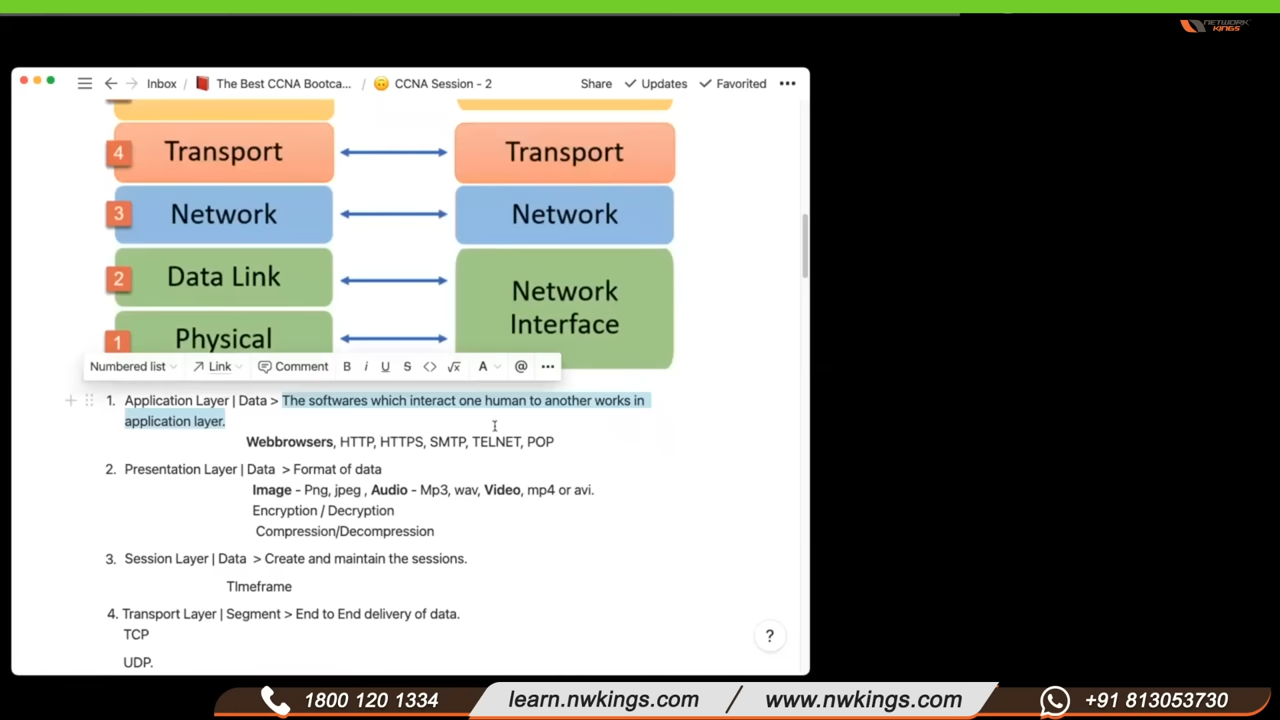 NETWORK
KINGS
Inbox / The Best CCNA Bootca... / CCNA Session - 2 Share Updates Favorited
4 Transport Transport
3 Network Network
2 Data Link Network
Interface
1 Physical
Numbered list Link Comment B i U S <> √x A @ •••
1. Application Layer | Data > The softwares which interact one human to another works in
application layer.
Webbrowsers, HTTP, HTTPS, SMTP, TELNET, POP
2. Presentation Layer | Data > Format of data
Image - Png, jpeg , Audio - Mp3, wav, Video, mp4 or avi.
Encryption / Decryption
Compression/Decompression
3. Session Layer | Data > Create and maintain the sessions.
TImeframe
4. Transport Layer | Segment > End to End delivery of data.
TCP
?
UDP.
1800 120 1334 learn.nwkings.com / www.nwkings.com +91 813053730